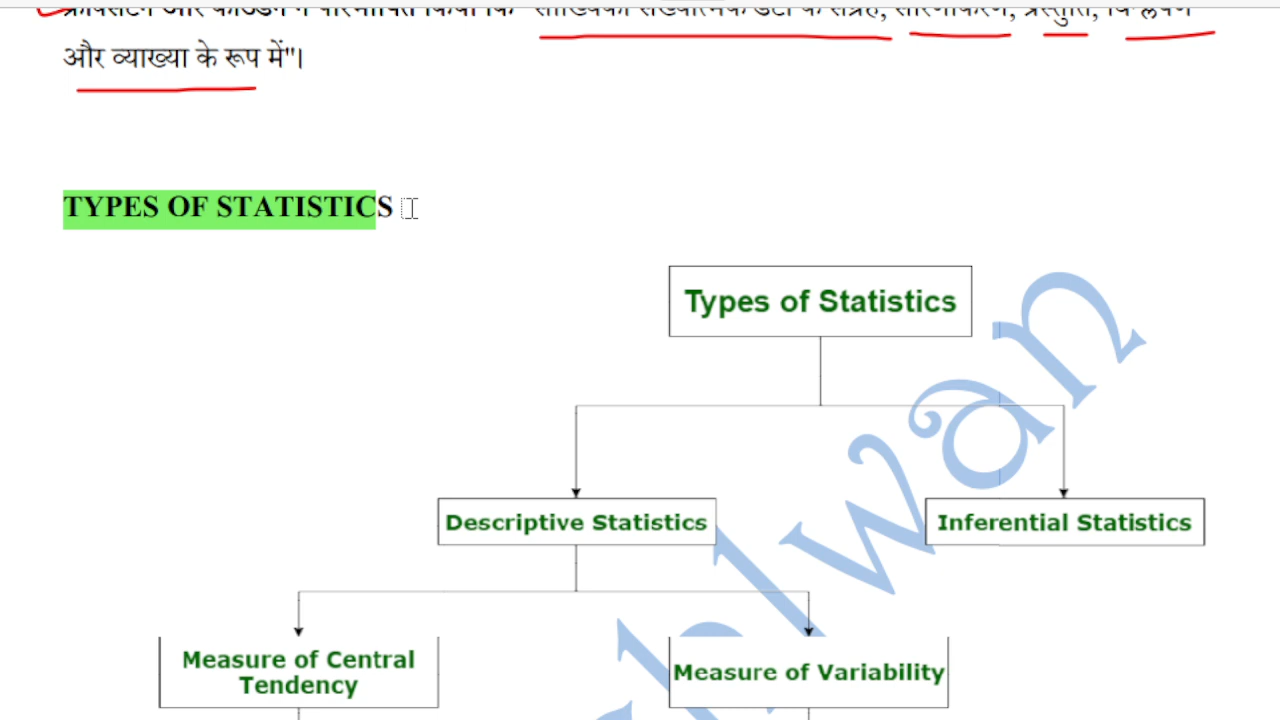 और व्याख्या के रूप में"।
TYPES OF STATISTICS
Types of Statistics
Descriptive Statistics
Inferential Statistics
Measure of Central
Tendency
Measure of Variability